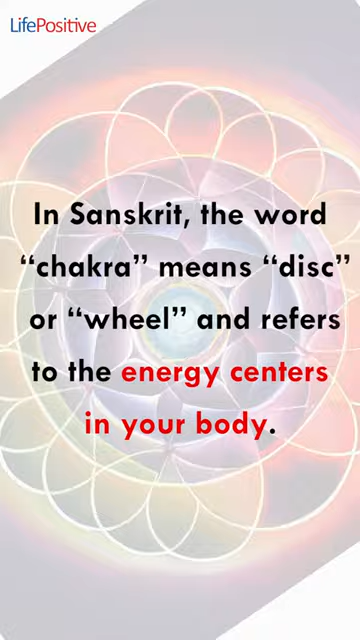 LifePositive
In Sanskrit, the word
“chakra” means “disc”
or “wheel” and refers
to the energy centers
in your body.